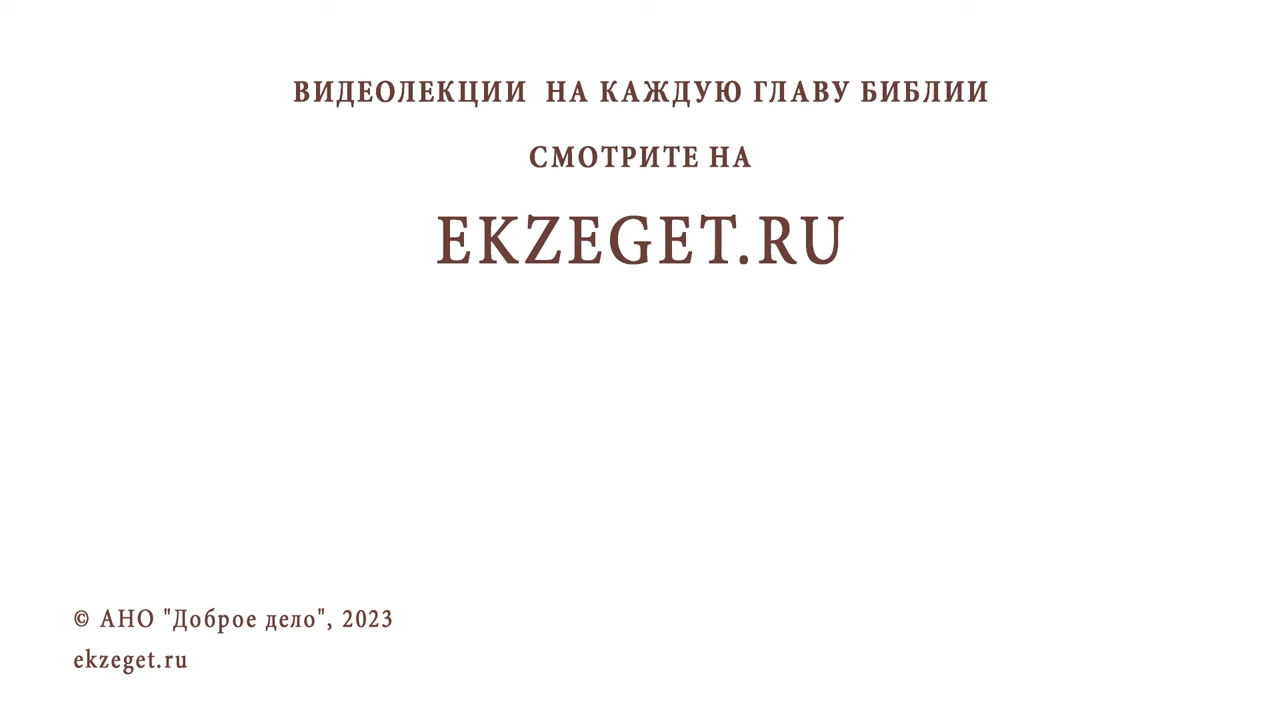 ВИДЕОЛЕКЦИИ НА КАЖДУЮ ГЛАВУ БИБЛИИ
СМОТРИТЕ НА
EKZEGET.RU
© АНО "Доброе дело", 2023
ekzeget.ru